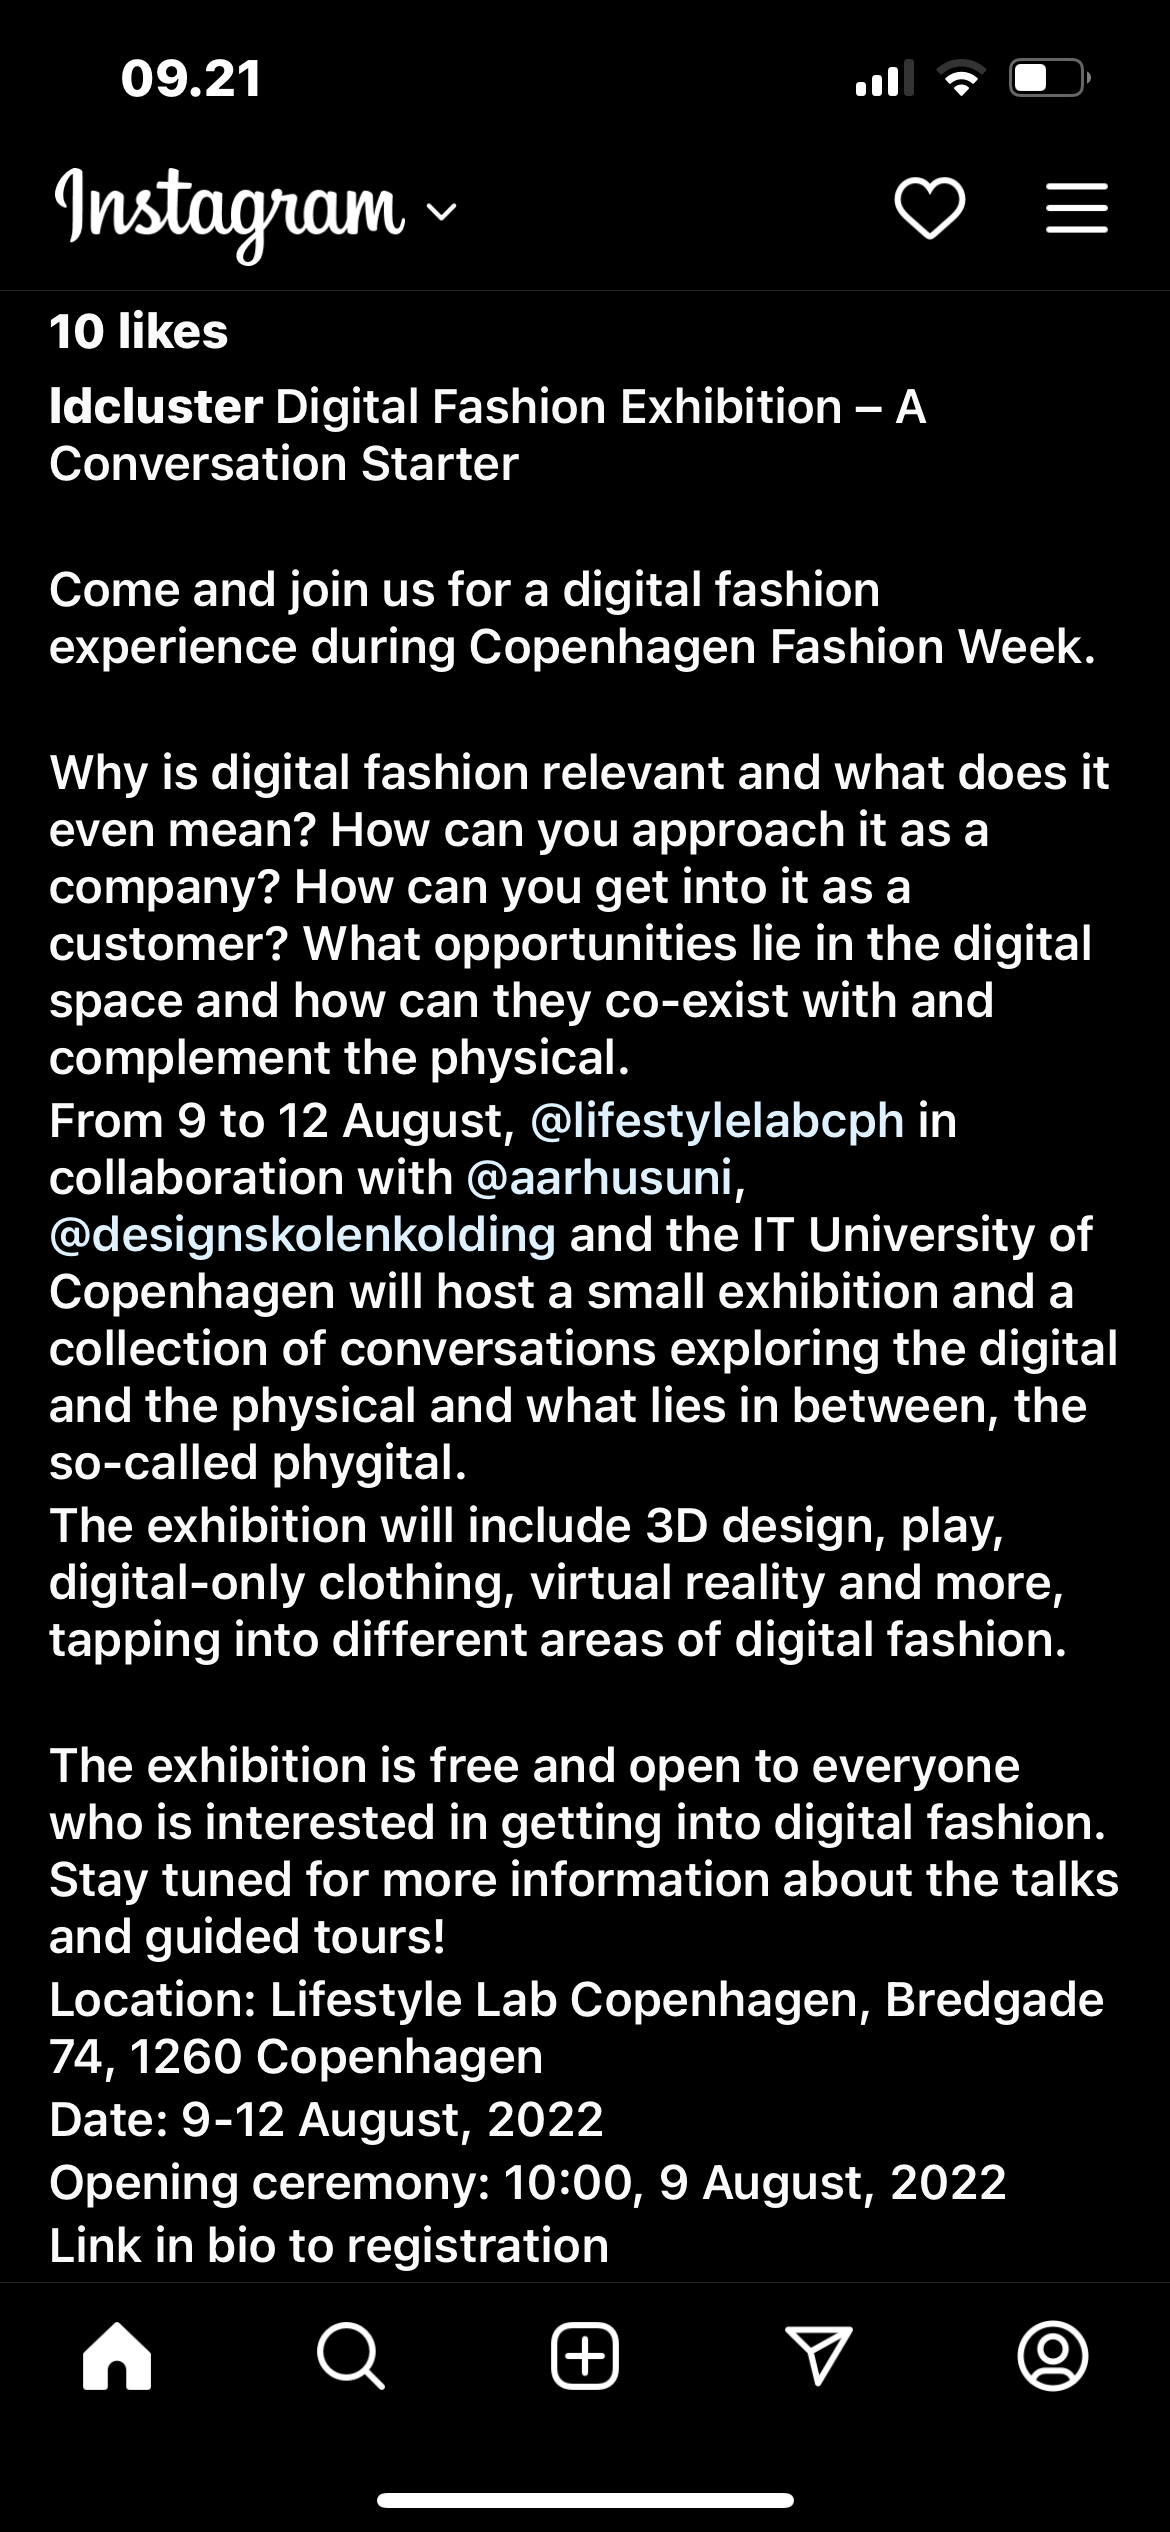 09.21
Instagram
10 likes
ldcluster Digital Fashion Exhibition – A
Conversation Starter
Come and join us for a digital fashion
experience during Copenhagen Fashion Week.
Why is digital fashion relevant and what does it
even mean? How can you approach it as a
company? How can you get into it as a
customer? What opportunities lie in the digital
space and how can they co-exist with and
complement the physical.
From 9 to 12 August, @lifestylelabcph in
collaboration with @aarhusuni,
@designskolenkolding and the IT University of
Copenhagen will host a small exhibition and a
collection of conversations exploring the digital
and the physical and what lies in between, the
so-called phygital.
The exhibition will include 3D design, play,
digital-only clothing, virtual reality and more,
tapping into different areas of digital fashion.
The exhibition is free and open to everyone
who is interested in getting into digital fashion.
Stay tuned for more information about the talks
and guided tours!
Location: Lifestyle Lab Copenhagen, Bredgade
74, 1260 Copenhagen
Date: 9-12 August, 2022
Opening ceremony: 10:00, 9 August, 2022
Link in bio to registration